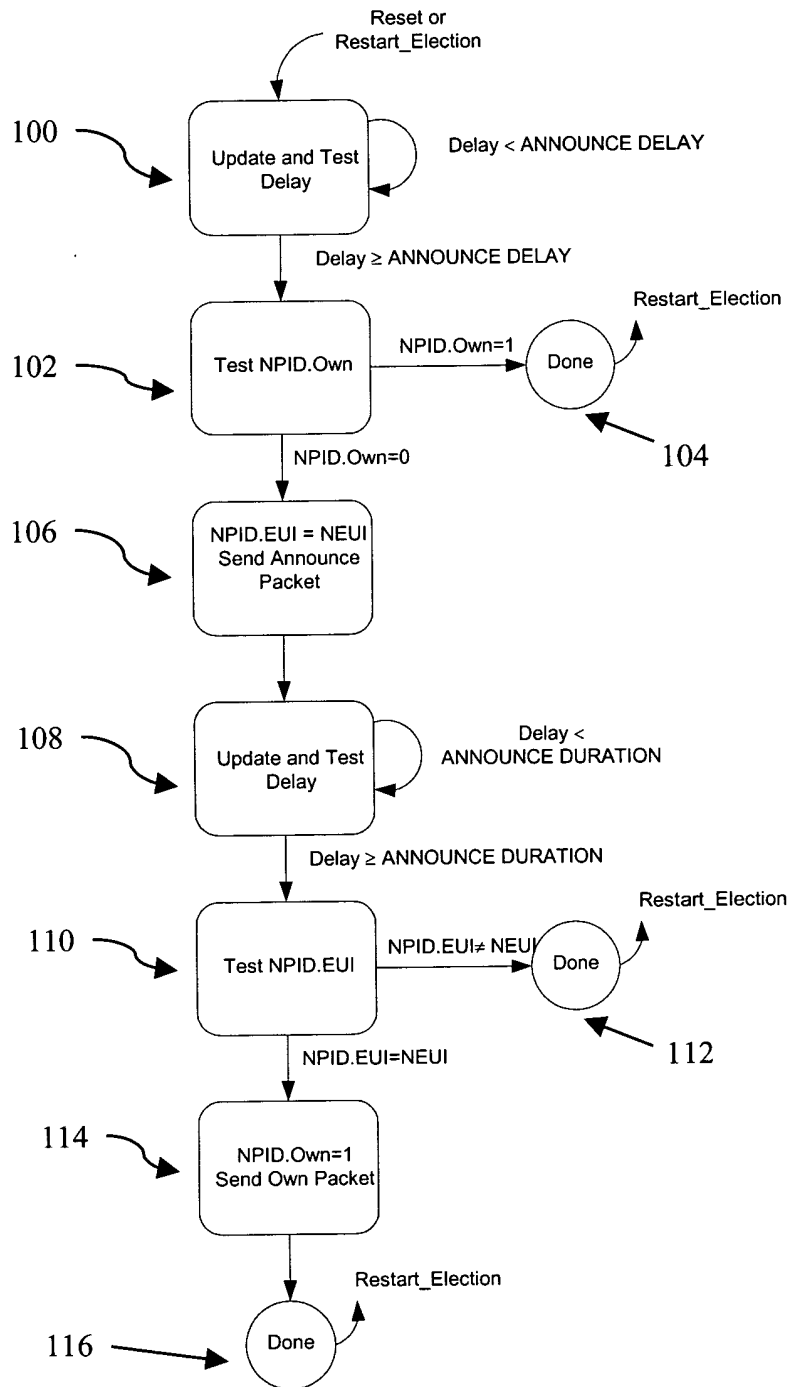 Reset or
Restart_Election
100
Update and Test
Delay
Delay < ANNOUNCE DELAY
Delay ≥ ANNOUNCE DELAY
Restart_Election
102
Test NPID.Own
NPID.Own=1
Done
104
NPID.Own=0
106
NPID.EUI = NEUI
Send Announce
Packet
108
Update and Test
Delay
Delay <
ANNOUNCE DURATION
Delay ≥ ANNOUNCE DURATION
Restart_Election
110
Test NPID.EUI
NPID.EUI≠ NEUI
Done
112
NPID.EUI=NEUI
114
NPID.Own=1
Send Own Packet
Restart_Election
116
Done